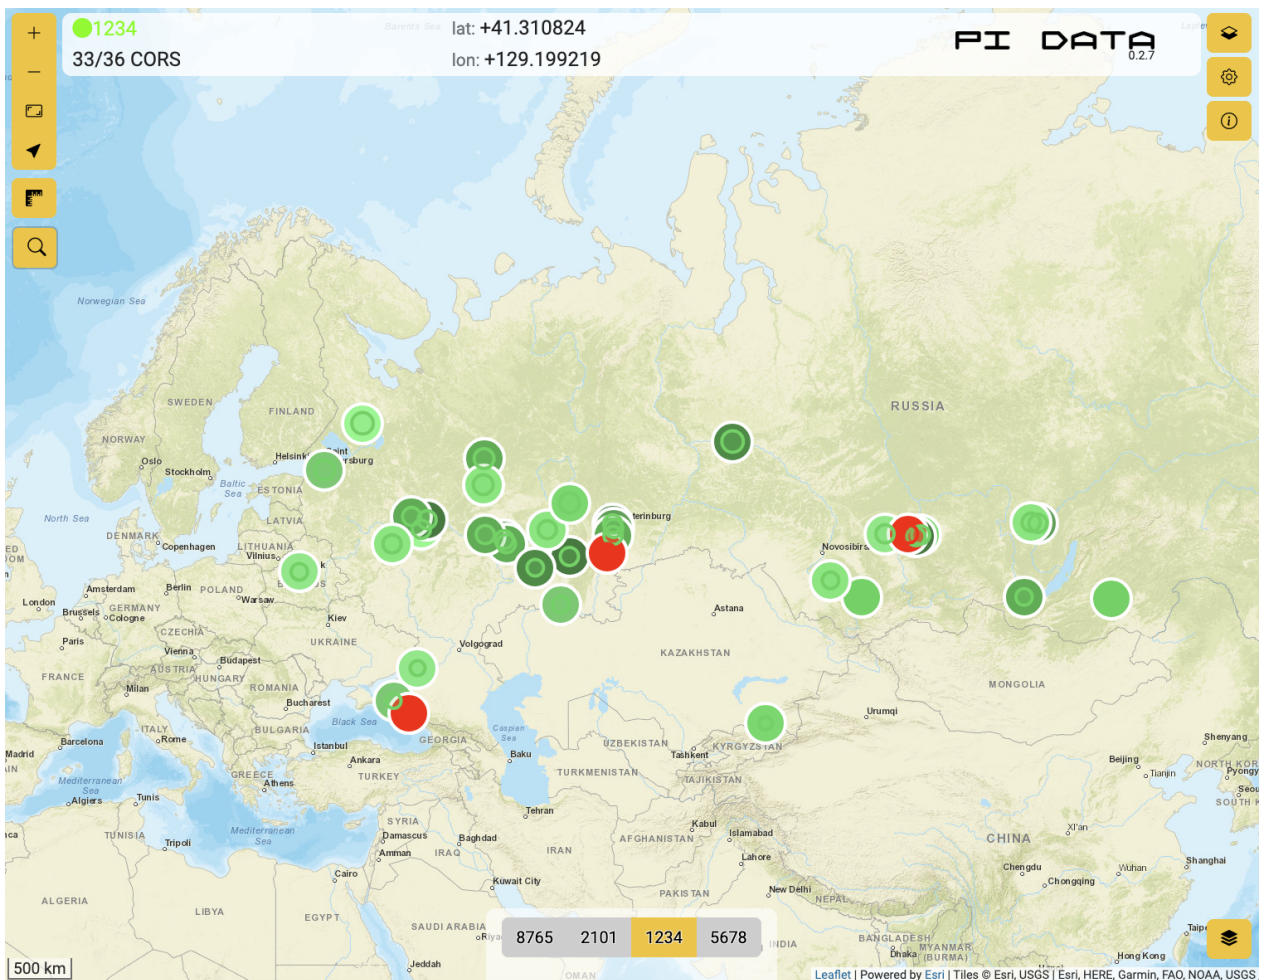 1234
33/36 CORS
lat: +41.310824
lon: +129.199219
PI DATA
0.2.7
Barents Sea
Norwegian Sea
RUSSIA
SWEDEN
FINLAND
NORWAY
Oslo
Stockholm
Helsink
ersburg
Baltic
Sea
ESTONIA
North Sea
LATVIA
terinburg
DENMARK
Copenhagen
LITHUANIA
Vilnius
Novosibirs
Amsterdam
Berlin
POLAND
London
Brussels
GERMANY
Cologne
Warsaw
Kiev
Astana
CZECHIA
UKRAINE
Volgograd
Paris
Vienna
KAZAKHSTAN
FRANCE
AUSTRIA
Budapest
HUNGARY
MONGOLIA
Milan
ROMANIA
Bucharest
Urumqi
Black Sea
Caspian
Sea
ITALY
Rome
BULGARIA
GEORGIA
Barcelona
Istanbul
UZBEKISTAN
KYRGYZSTAN
Shenyang
Madrid
Ankara
Baku
Tashkent
Beijing
NORTH KOR
GREECE
TURKEY
TURKMENISTAN
TAJIKISTAN
Tianjin
Pyongy
Mediterranean
Sea
Athens
Seou
Algiers
Tunis
Tehran
SOUTH K
SYRIA
Kabul
Xi'an
TUNISIA
Mediterranean
Sea
Damascus
Baghdad
AFGHANISTAN
Islamabad
CHINA
Tripoli
Amman
IRAQ
IRAN
Lahore
Shanghai
Cairo
Kuwait City
Chengdu
Wuhan
PAKISTAN
New Delhi
NEPAL
Chongqing
ALGERIA
LIBYA
EGYPT
SAUDI ARABIA
Riya
8765 2101 1234 5678
INDIA
BANGLADESH
Dhaka
MYANMAR
(BURMA)
Taipe
Hong Kong
Jeddah
OMAN
500 km
Leaflet | Powered by Esri | Tiles © Esri, USGS | Esri, HERE, Garmin, FAO, NOAA, USGS